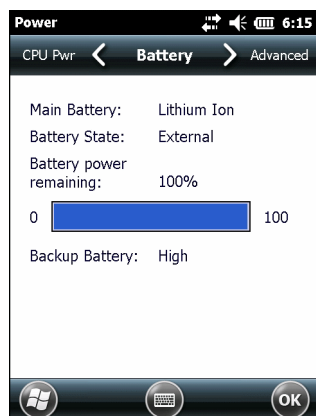 Power 6:15
CPU Pwr Battery Advanced
Main Battery: Lithium Ion
Battery State: External
Battery power
remaining: 100%
0 100
Backup Battery: High
OK